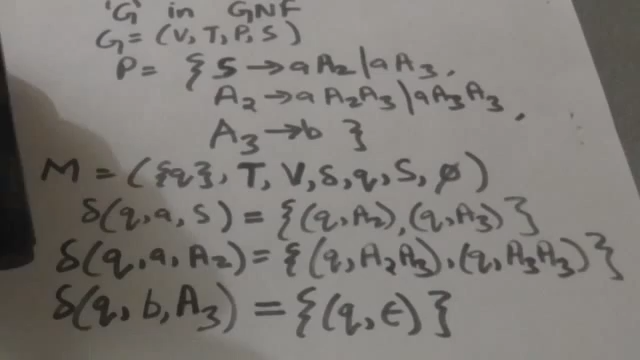 'G' in GNF
G = (V, T, P, S)
P = { S → aA₂ | aA₃,
A₂ → aA₂A₃ | aA₃A₃,
A₃ → b }
M = ({q}, T, V, δ, q, S, φ)
δ(q, a, S) = {(q, A₂), (q, A₃)}
δ(q, a, A₂) = {(q, A₂A₃), (q, A₃A₃)}
δ(q, b, A₃) = {(q, ε)}